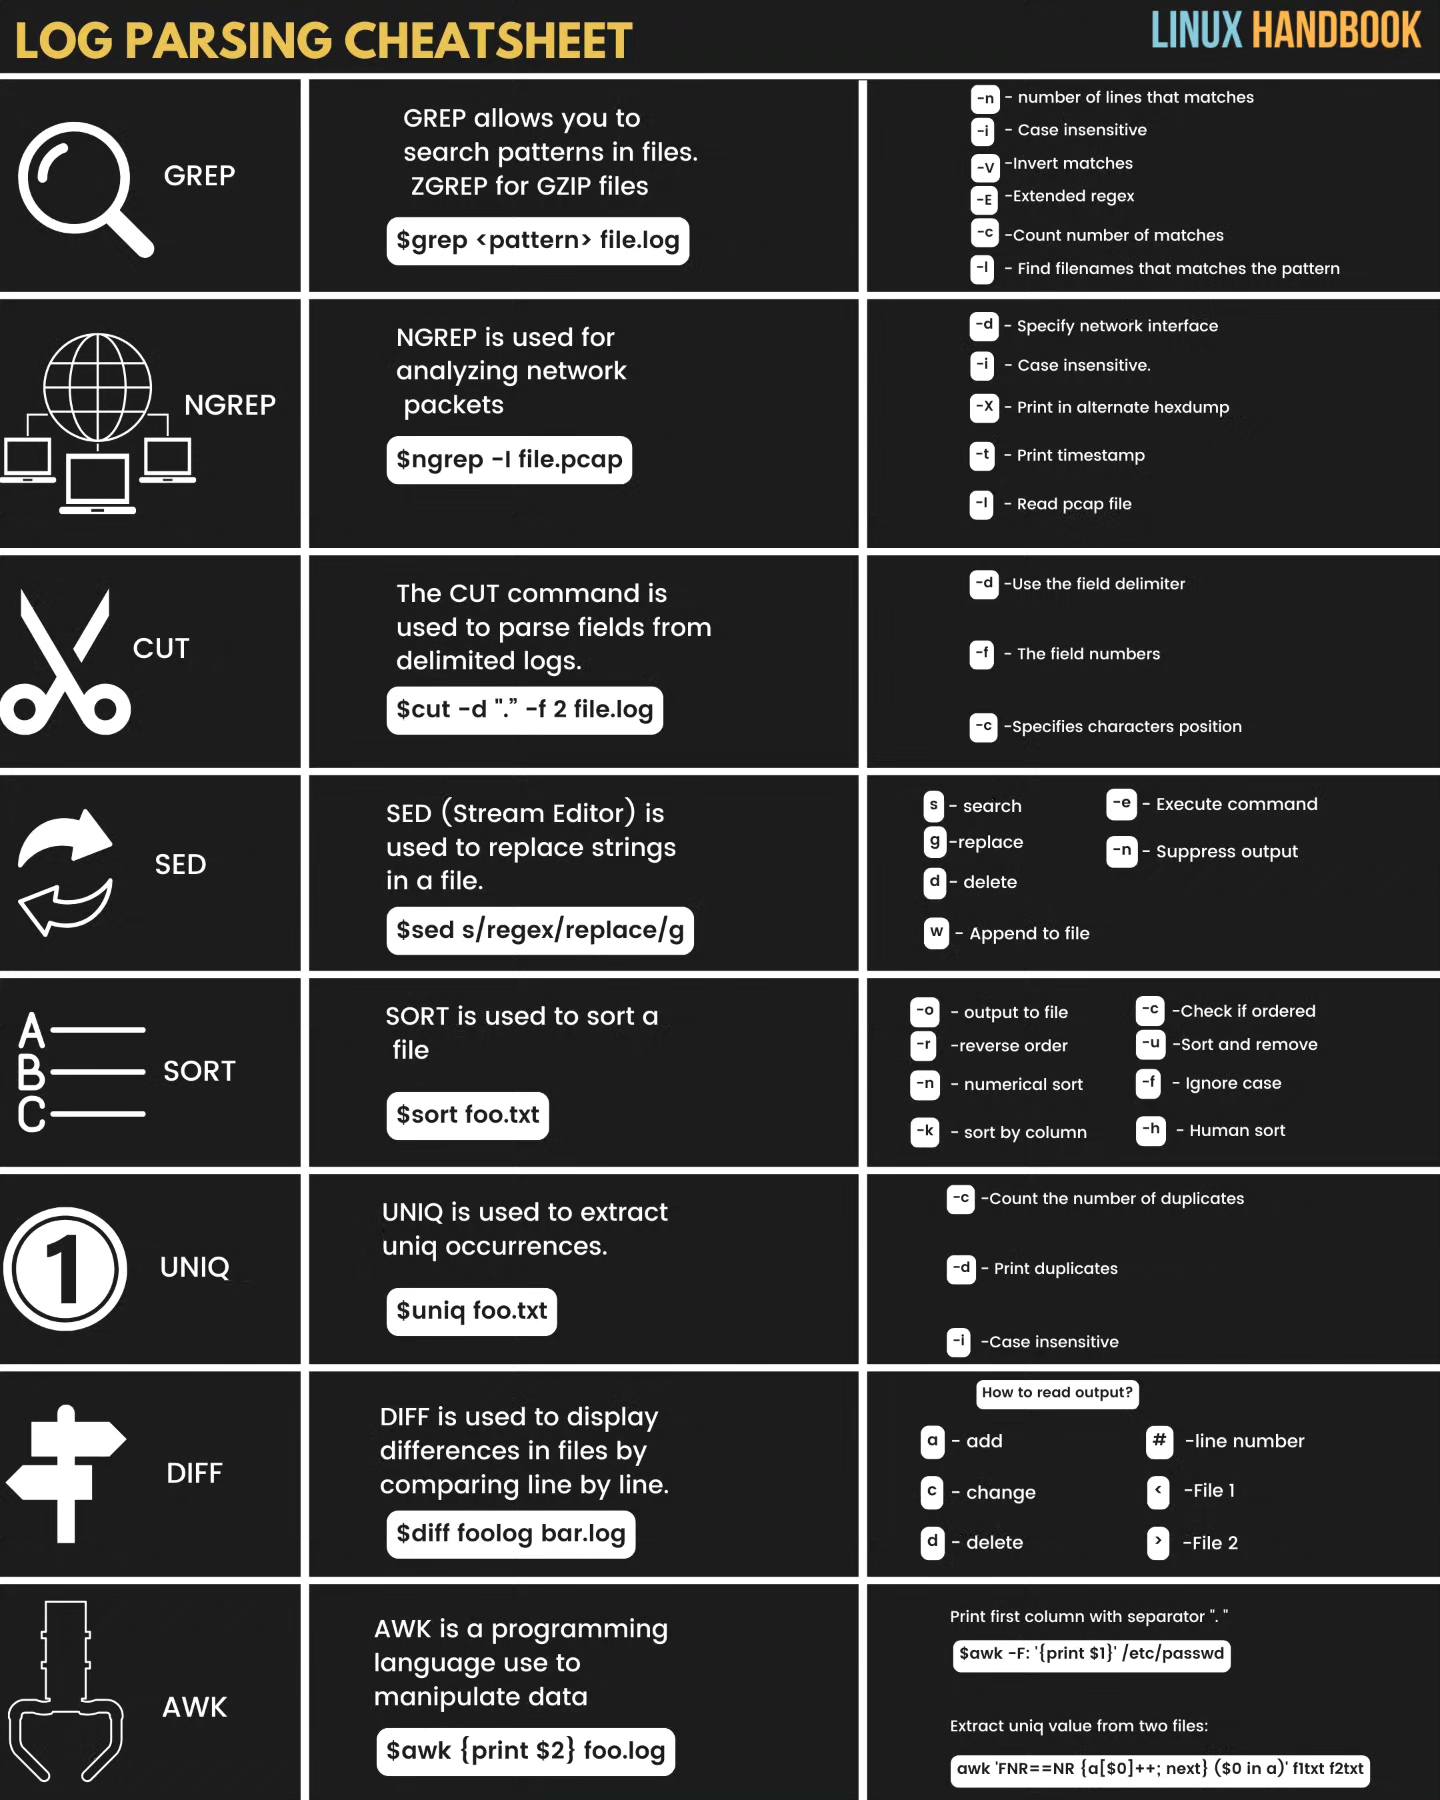 LOG PARSING CHEATSHEET
LINUX HANDBOOK
GREP
GREP allows you to
search patterns in files.
ZGREP for GZIP files
$grep <pattern> file.log
-n - number of lines that matches
-i - Case insensitive
-V -Invert matches
-E -Extended regex
-c -Count number of matches
-l - Find filenames that matches the pattern
NGREP
NGREP is used for
analyzing network
packets
$ngrep -I file.pcap
-d - Specify network interface
-i - Case insensitive.
-X - Print in alternate hexdump
-t - Print timestamp
-I - Read pcap file
CUT
The CUT command is
used to parse fields from
delimited logs.
$cut -d ".” -f 2 file.log
-d -Use the field delimiter
-f - The field numbers
-c -Specifies characters position
SED
SED (Stream Editor) is
used to replace strings
in a file.
$sed s/regex/replace/g
s - search
g -replace
d - delete
w - Append to file
-e - Execute command
-n - Suppress output
A
B
C
SORT
SORT is used to sort a
file
$sort foo.txt
-o - output to file
-r -reverse order
-n - numerical sort
-k - sort by column
-c -Check if ordered
-u -Sort and remove
-f - Ignore case
-h - Human sort
1
UNIQ
UNIQ is used to extract
uniq occurrences.
$uniq foo.txt
-c -Count the number of duplicates
-d - Print duplicates
-i -Case insensitive
DIFF
DIFF is used to display
differences in files by
comparing line by line.
$diff foolog bar.log
How to read output?
a - add
c - change
d - delete
# -line number
< -File 1
> -File 2
AWK
AWK is a programming
language use to
manipulate data
$awk {print $2} foo.log
Print first column with separator ". "
$awk -F: '{print $1}' /etc/passwd
Extract uniq value from two files:
awk 'FNR==NR {a[$0]++; next} ($0 in a)' f1txt f2txt